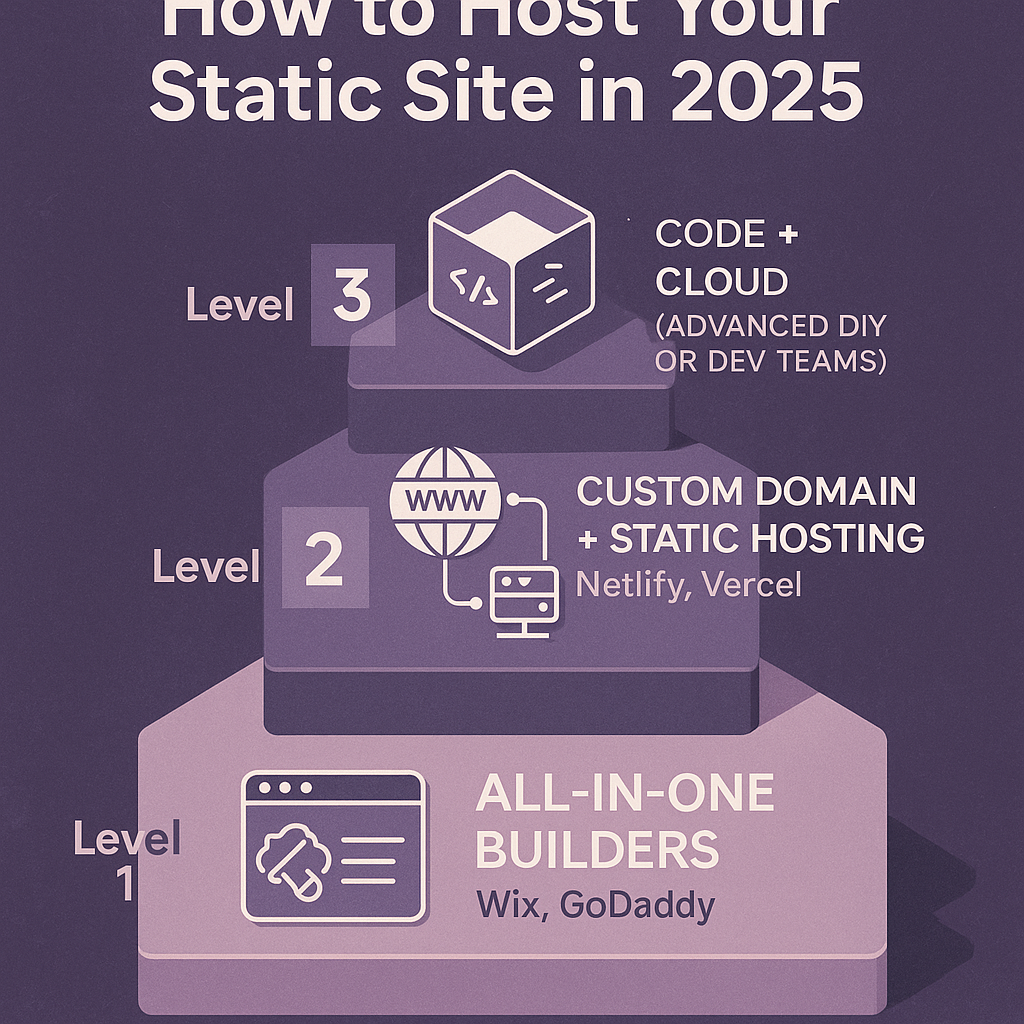 How to Host Your
Static Site in 2025
Level 3
CODE +
CLOUD
(ADVANCED DIY
OR DEV TEAMS)
</>
Level 2
WWW
CUSTOM DOMAIN
+ STATIC HOSTING
Netlify, Vercel
Level
1
ALL-IN-ONE
BUILDERS
Wix, GoDaddy